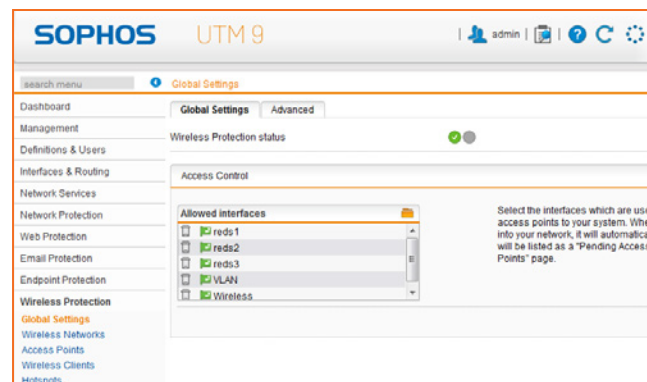 SOPHOS UTM 9 | admin | | ?
search menu
Global Settings
Dashboard
Global Settings Advanced
Management
Wireless Protection status
Definitions & Users
Interfaces & Routing
Access Control
Network Services
Network Protection
Allowed interfaces
Select the interfaces which are use
access points to your system. Whe
into your network, it will automatica
will be listed as a "Pending Access
Points" page.
reds1
reds2
reds3
VLAN
Wireless
Web Protection
Email Protection
Endpoint Protection
Wireless Protection
Global Settings
Wireless Networks
Access Points
Wireless Clients
Hotspots